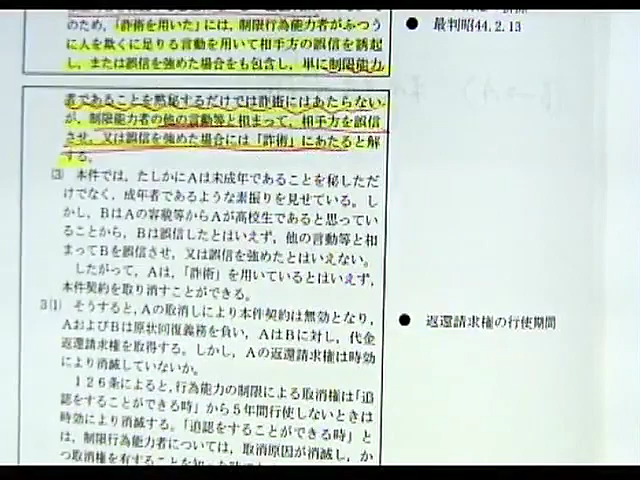 のため、「詐術を用いた」には、制限行為能力者がふつう
に人を欺くに足りる言動を用いて相手方の誤信を誘起
し、または誤信を強めた場合をも包含し、単に制限能力
者であることを黙秘するだけでは詐術にはあたらない
が、制限能力者の他の言動等と相まって、相手方を誤信
させ、又は誤信を強めた場合には「詐術」にあたると解
する。
(3) 本件では、たしかにAは未成年であることを秘しただ
けでなく、成年者であるような素振りを見せている。し
かし、BはAの容貌等からAが高校生であると思ってい
ることから、Bは誤信したとはいえず、他の言動等と相
まってBを誤信させ、又は誤信を強めたとはいえない。
したがって、Aは、「詐術」を用いているとはいえず、
本件契約を取り消すことができる。
3(1) そうすると、Aの取消しにより本件契約は無効となり、
AおよびBは原状回復義務を負い、AはBに対し、代金
返還請求権を取得する。しかし、Aの返還請求権は時効
により消滅していないか。
126条によると、行為能力の制限による取消権は「追
認をすることができる時」から5年間行使しないときは
時効により消滅する。「追認をすることができる時」と
は、制限行為能力者については、取消原因が消滅し、か
つ取消権を有することを知った時
● 最判昭44.2.13
● 返還請求権の行使期間